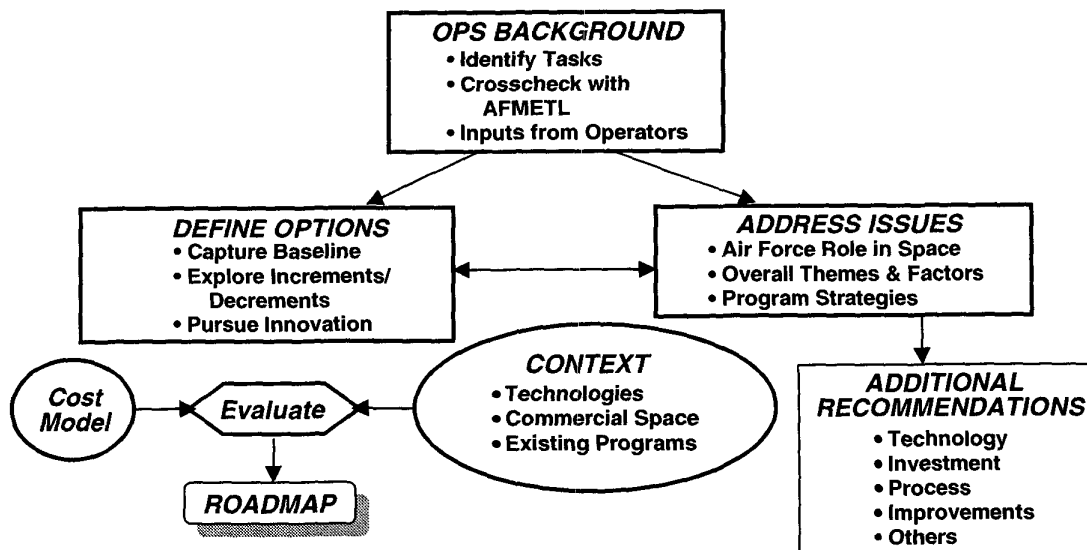 OPS BACKGROUND
• Identify Tasks
• Crosscheck with
AFMETL
• Inputs from Operators
DEFINE OPTIONS
• Capture Baseline
• Explore Increments/
Decrements
• Pursue Innovation
ADDRESS ISSUES
• Air Force Role in Space
• Overall Themes & Factors
• Program Strategies
Cost
Model
Evaluate
CONTEXT
• Technologies
• Commercial Space
• Existing Programs
ROADMAP
ADDITIONAL
RECOMMENDATIONS
• Technology
• Investment
• Process
• Improvements
• Others